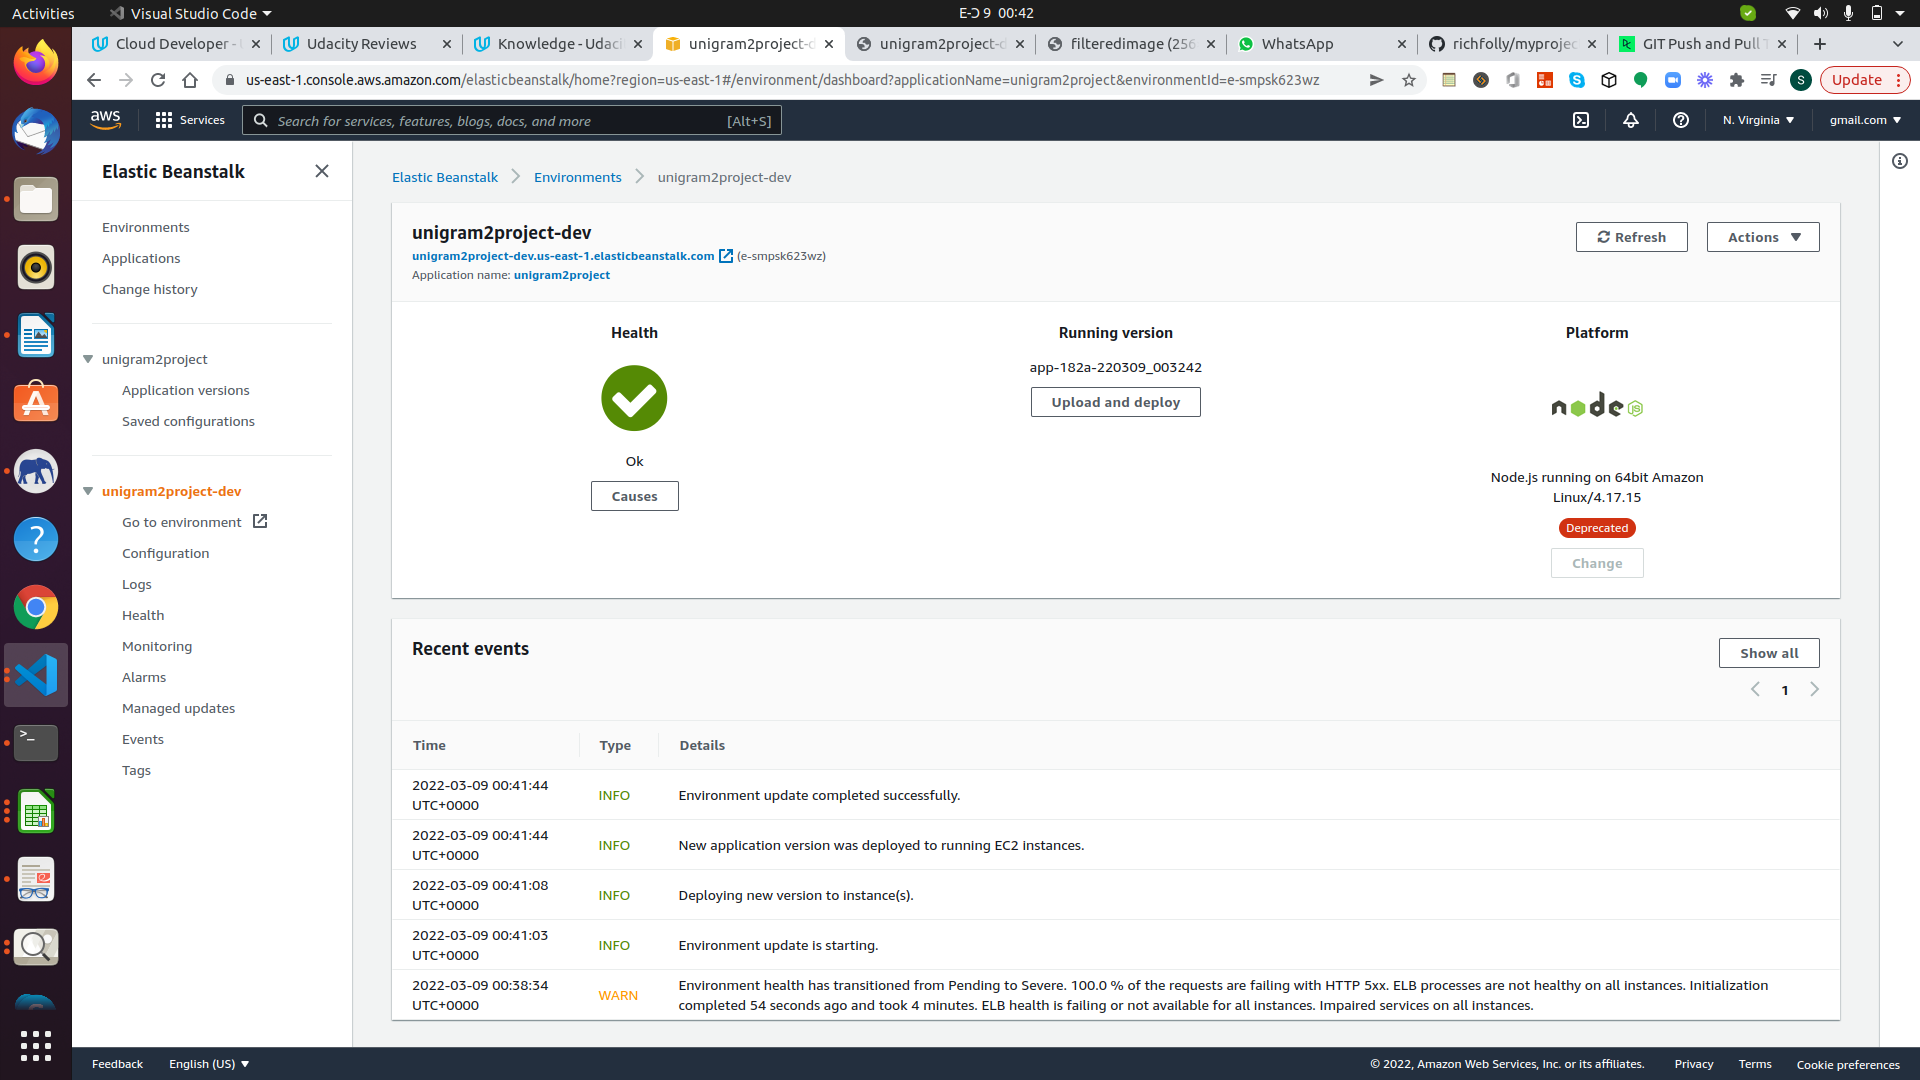 Activities
Visual Studio Code
9 00:42
Cloud Developer -
Udacity Reviews
Knowledge - Udaci
unigram2project-d
unigram2project-d
filteredimage (256
WhatsApp
richfolly/myprojec
GIT Push and Pull T
us-east-1.console.aws.amazon.com/elasticbeanstalk/home?region=us-east-1#/environment/dashboard?applicationName=unigram2project&environmentId=e-smpsk623wz
S
Update
aws
Services
Search for services, features, blogs, docs, and more
[Alt+S]
N. Virginia
gmail.com
Elastic Beanstalk
Environments
Applications
Change history
unigram2project
Application versions
Saved configurations
unigram2project-dev
Go to environment
Configuration
Logs
Health
Monitoring
Alarms
Managed updates
Events
Tags
Elastic Beanstalk
Environments
unigram2project-dev
unigram2project-dev
unigram2project-dev.us-east-1.elasticbeanstalk.com (e-smpsk623wz)
Application name: unigram2project
Refresh
Actions
Health
Ok
Causes
Running version
app-182a-220309_003242
Upload and deploy
Platform
node JS
Node.js running on 64bit Amazon
Linux/4.17.15
Deprecated
Change
Recent events
Show all
1
Time
Type
Details
2022-03-09 00:41:44
UTC+0000
INFO
Environment update completed successfully.
2022-03-09 00:41:44
UTC+0000
INFO
New application version was deployed to running EC2 instances.
2022-03-09 00:41:08
UTC+0000
INFO
Deploying new version to instance(s).
2022-03-09 00:41:03
UTC+0000
INFO
Environment update is starting.
2022-03-09 00:38:34
UTC+0000
WARN
Environment health has transitioned from Pending to Severe. 100.0 % of the requests are failing with HTTP 5xx. ELB processes are not healthy on all instances. Initialization
completed 54 seconds ago and took 4 minutes. ELB health is failing or not available for all instances. Impaired services on all instances.
Feedback
English (US)
© 2022, Amazon Web Services, Inc. or its affiliates.
Privacy
Terms
Cookie preferences